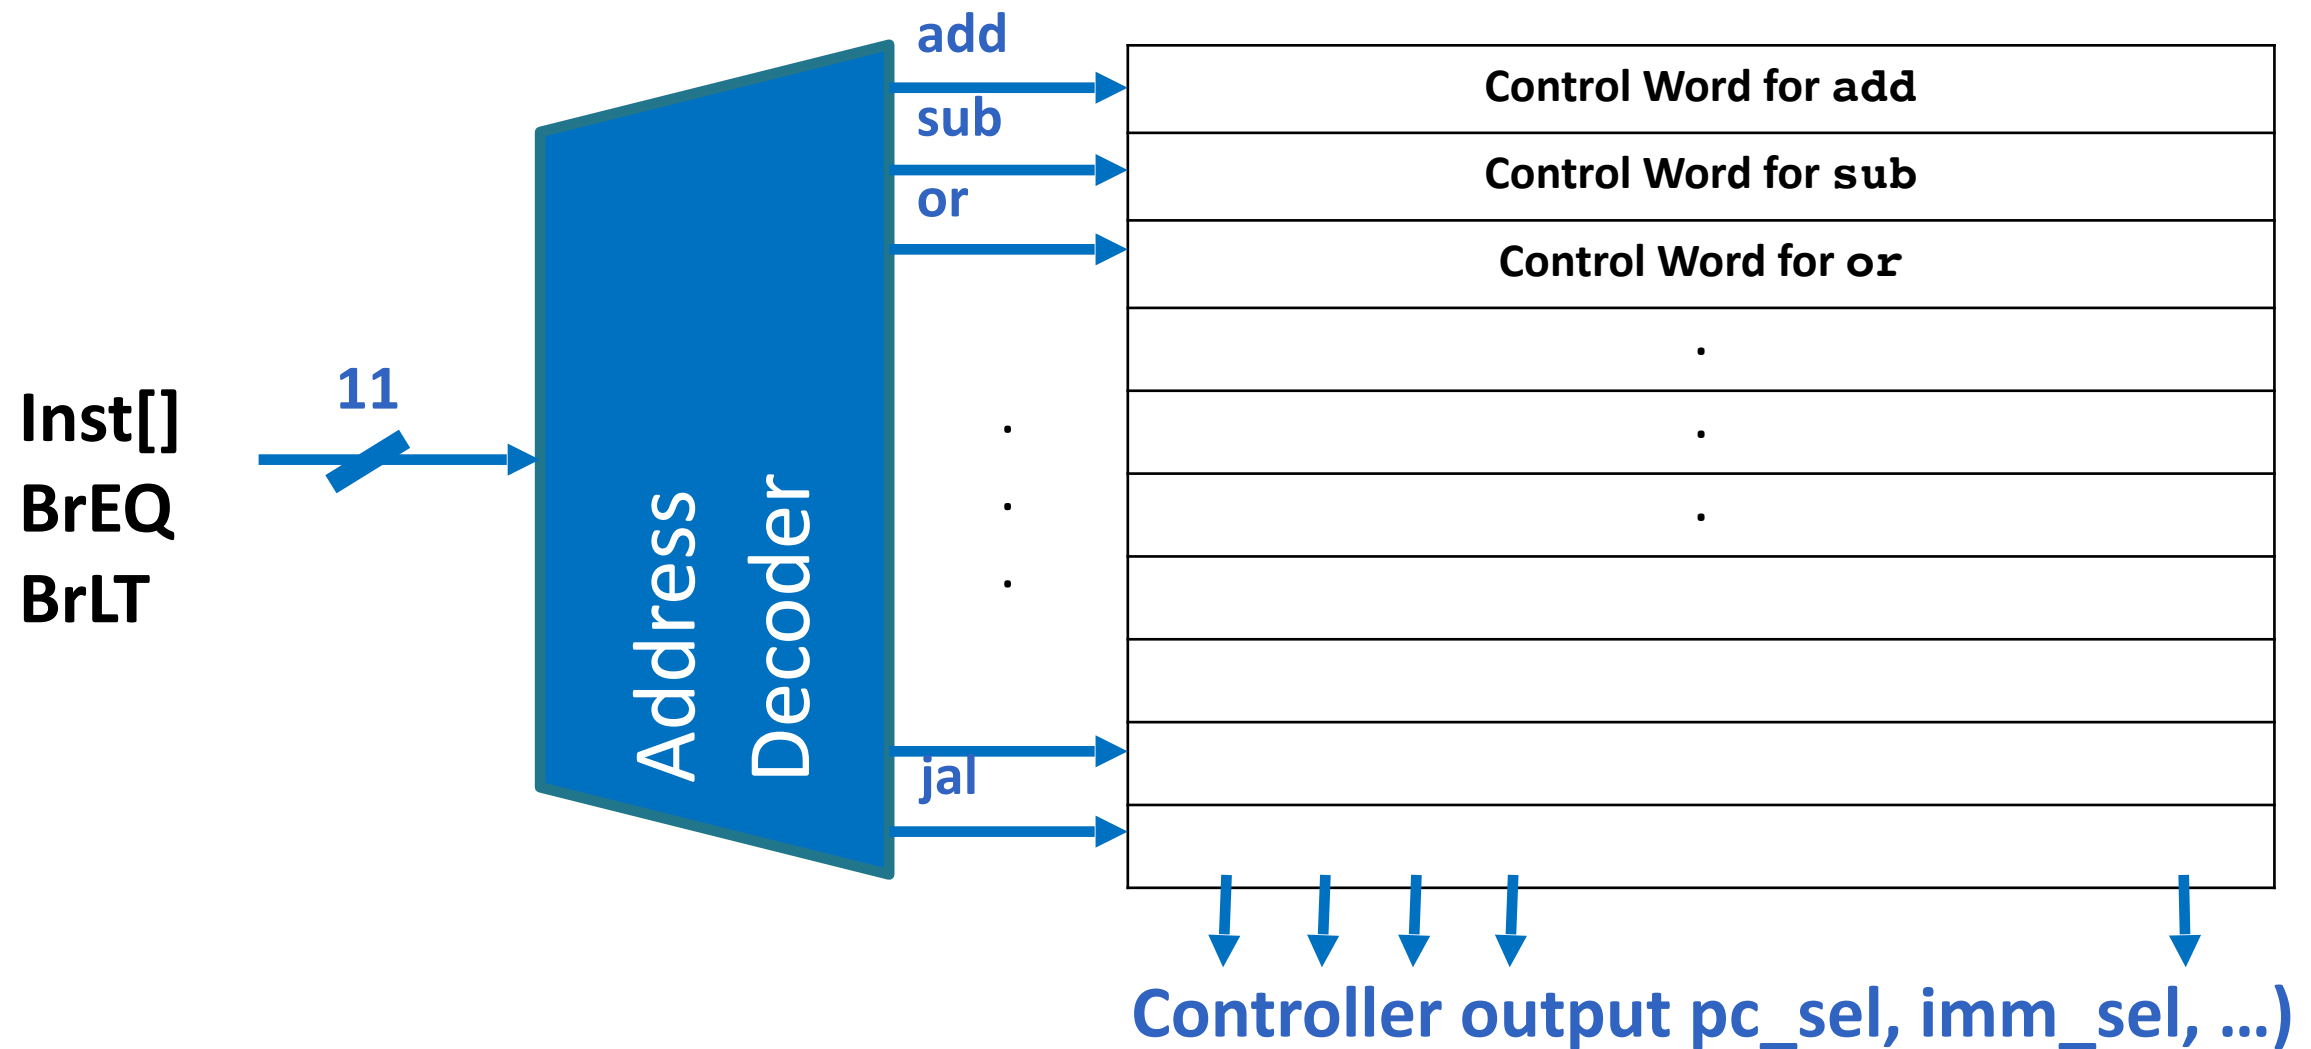 add
Control Word for add
sub
Control Word for sub
or
Control Word for or
.
.
.
11
Inst[]
BrEQ
BrLT
Address
Decoder
.
.
.
jal
Controller output pc_sel, imm_sel, …)